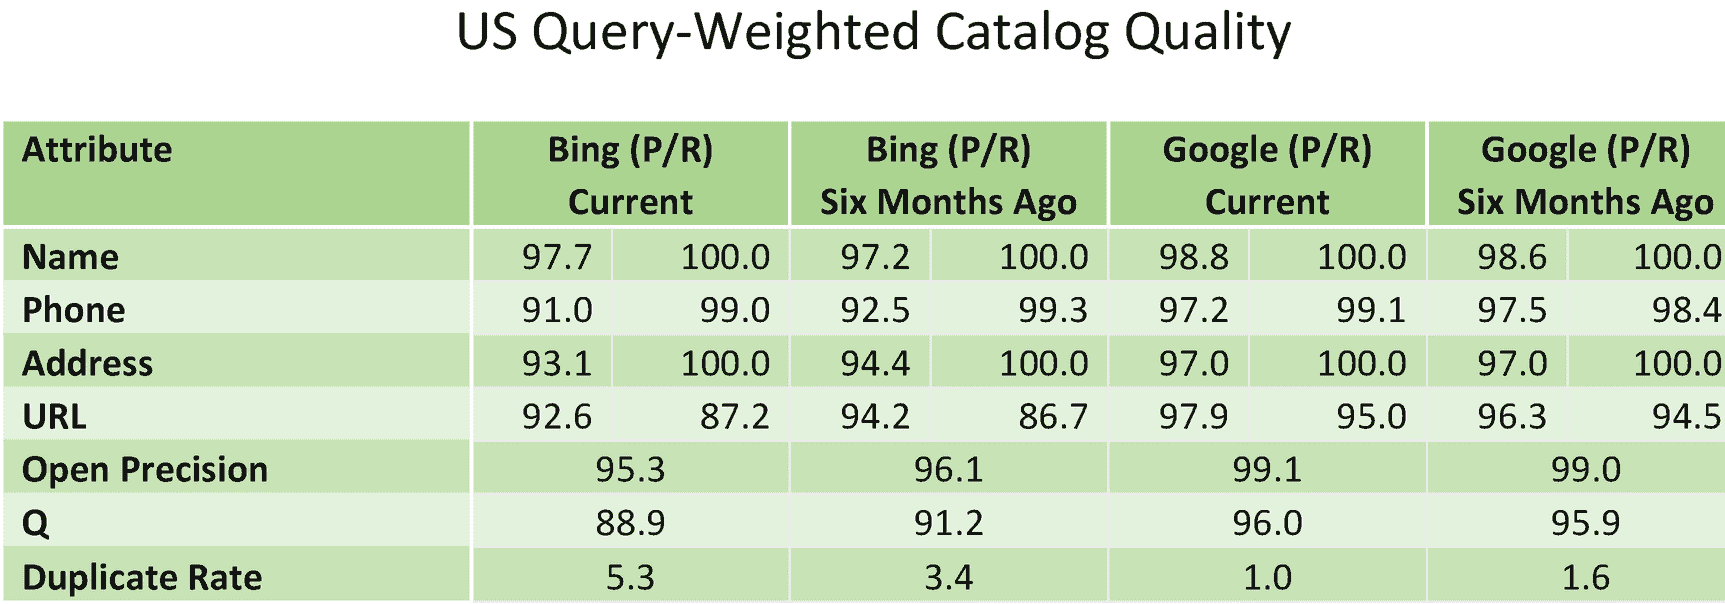 US Query-Weighted Catalog Quality
Attribute Bing (P/R) Current Bing (P/R) Six Months Ago Google (P/R) Current Google (P/R) Six Months Ago
Name 97.7 100.0 97.2 100.0 98.8 100.0 98.6 100.0
Phone 91.0 99.0 92.5 99.3 97.2 99.1 97.5 98.4
Address 93.1 100.0 94.4 100.0 97.0 100.0 97.0 100.0
URL 92.6 87.2 94.2 86.7 97.9 95.0 96.3 94.5
Open Precision 95.3 96.1 99.1 99.0
Q 88.9 91.2 96.0 95.9
Duplicate Rate 5.3 3.4 1.0 1.6